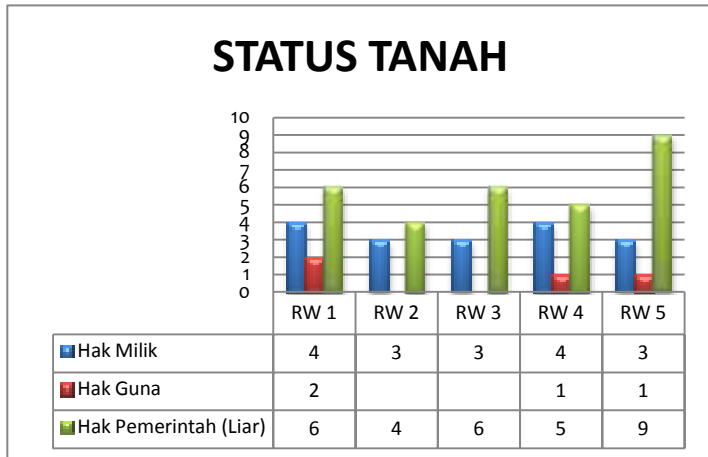 STATUS TANAH
10
9
8
7
6
5
4
3
2
1
0
RW 1 RW 2 RW 3 RW 4 RW 5
Hak Milik 4 3 3 4 3
Hak Guna 2 1 1
Hak Pemerintah (Liar) 6 4 6 5 9